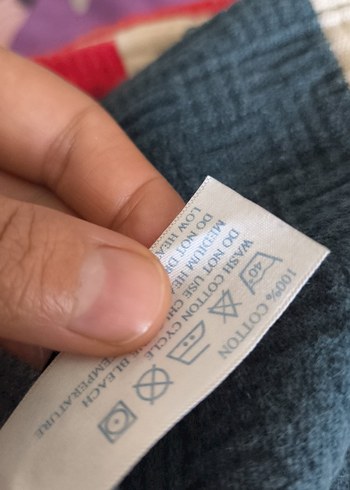 100% COTTON
40
WASH COTTON CYCLE
DO NOT USE BLEACH
MEDIUM TEMPERATURE
DO NOT
LOW